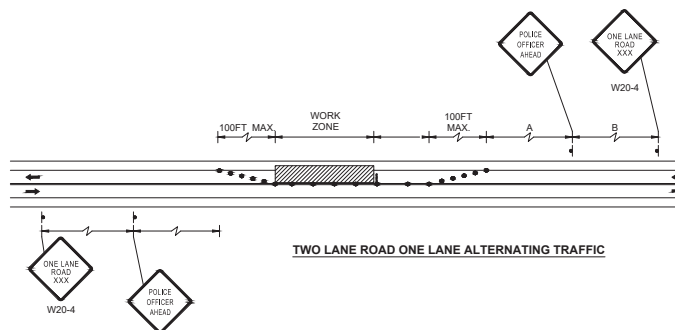 POLICE
OFFICER
AHEAD
ONE LANE
ROAD
XXX
W20-4
100FT MAX.
WORK
ZONE
100FT
MAX.
A
B
TWO LANE ROAD ONE LANE ALTERNATING TRAFFIC
ONE LANE
ROAD
XXX
W20-4
POLICE
OFFICER
AHEAD